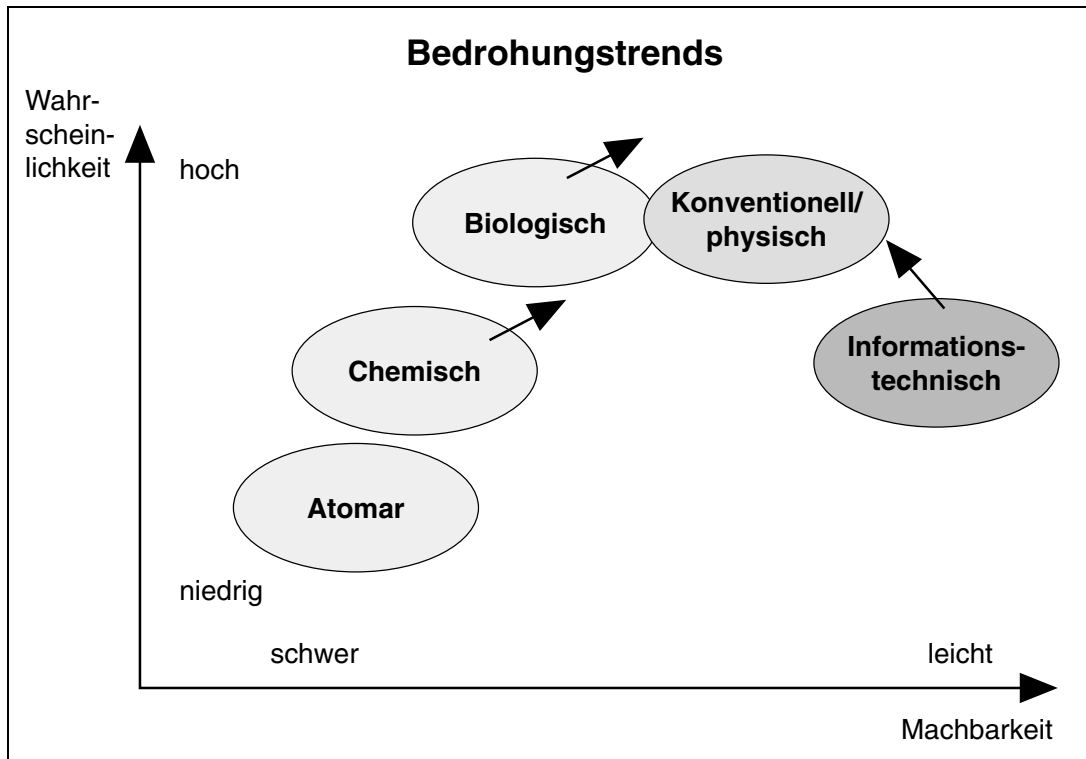 Bedrohungstrends
Wahr-
schein-
lichkeit
hoch
Biologisch
Konventionell/
physisch
Chemisch
Informations-
technisch
Atomar
niedrig
schwer
leicht
Machbarkeit